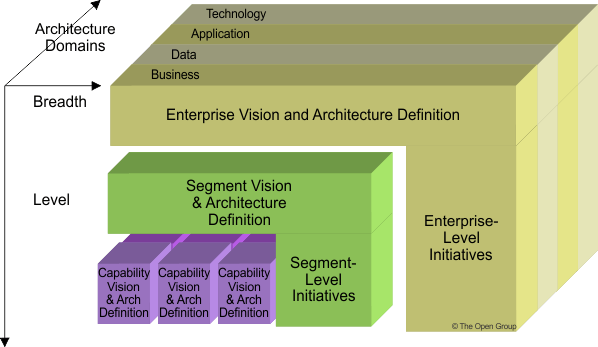 Technology
Architecture
Domains
Application
Data
Business
Breadth
Enterprise Vision and Architecture Definition
Level
Segment Vision
& Architecture
Definition
Enterprise-
Level
Initiatives
Capability
Vision
& Arch
Definition
Capability
Vision
& Arch
Definition
Capability
Vision
& Arch
Definition
Segment-
Level
Initiatives
© The Open Group